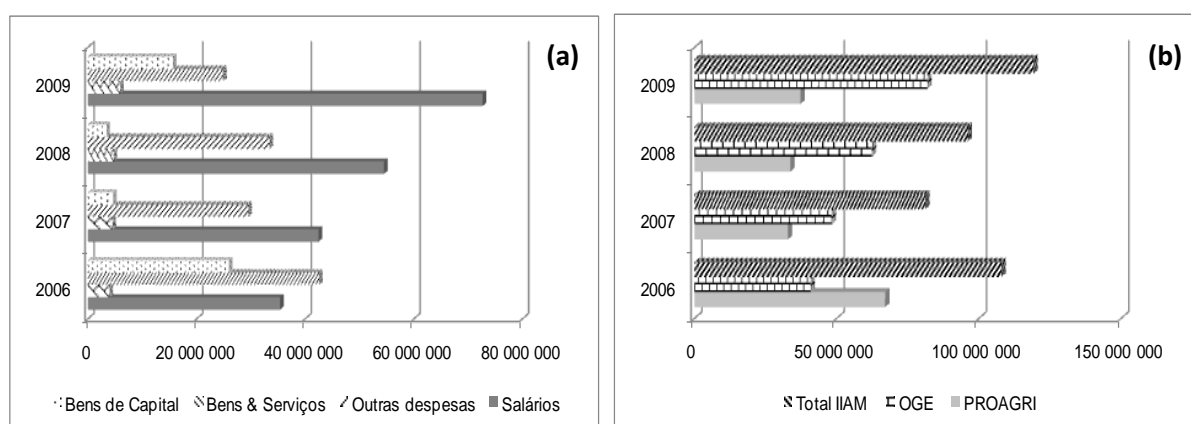 (a)
2009
2008
2007
2006
0 20 000 000 40 000 000 60 000 000 80 000 000
Bens de Capital Bens & Serviços Outras despesas Salários
(b)
2009
2008
2007
2006
0 50 000 000 100 000 000 150 000 000
Total IIAM OGE PROAGRI